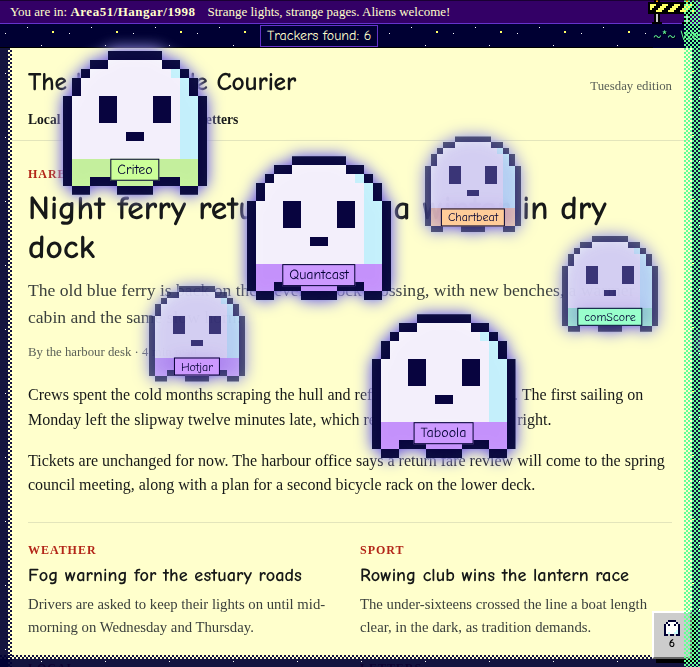 You are in: Area51/Hangar/1998 Strange lights, strange pages. Aliens welcome!
Trackers found: 6
~*~
The Courier
Tuesday edition
Local
Criteo
Chartbeat
Night ferry in dry
dock
Quantcast
The old blue ferry is on the with new benches,
cabin and the
comScore
By the harbour desk · 4
Hotjar
Crews spent the cold months scraping the hull and The first sailing on
Monday left the slipway twelve minutes late, which right.
Taboola
Tickets are unchanged for now. The harbour office says a return fare review will come to the spring
council meeting, along with a plan for a second bicycle rack on the lower deck.
WEATHER
Fog warning for the estuary roads
Drivers are asked to keep their lights on until mid-
morning on Wednesday and Thursday.
SPORT
Rowing club wins the lantern race
The under-sixteens crossed the line a boat length
clear, in the dark, as tradition demands.
6